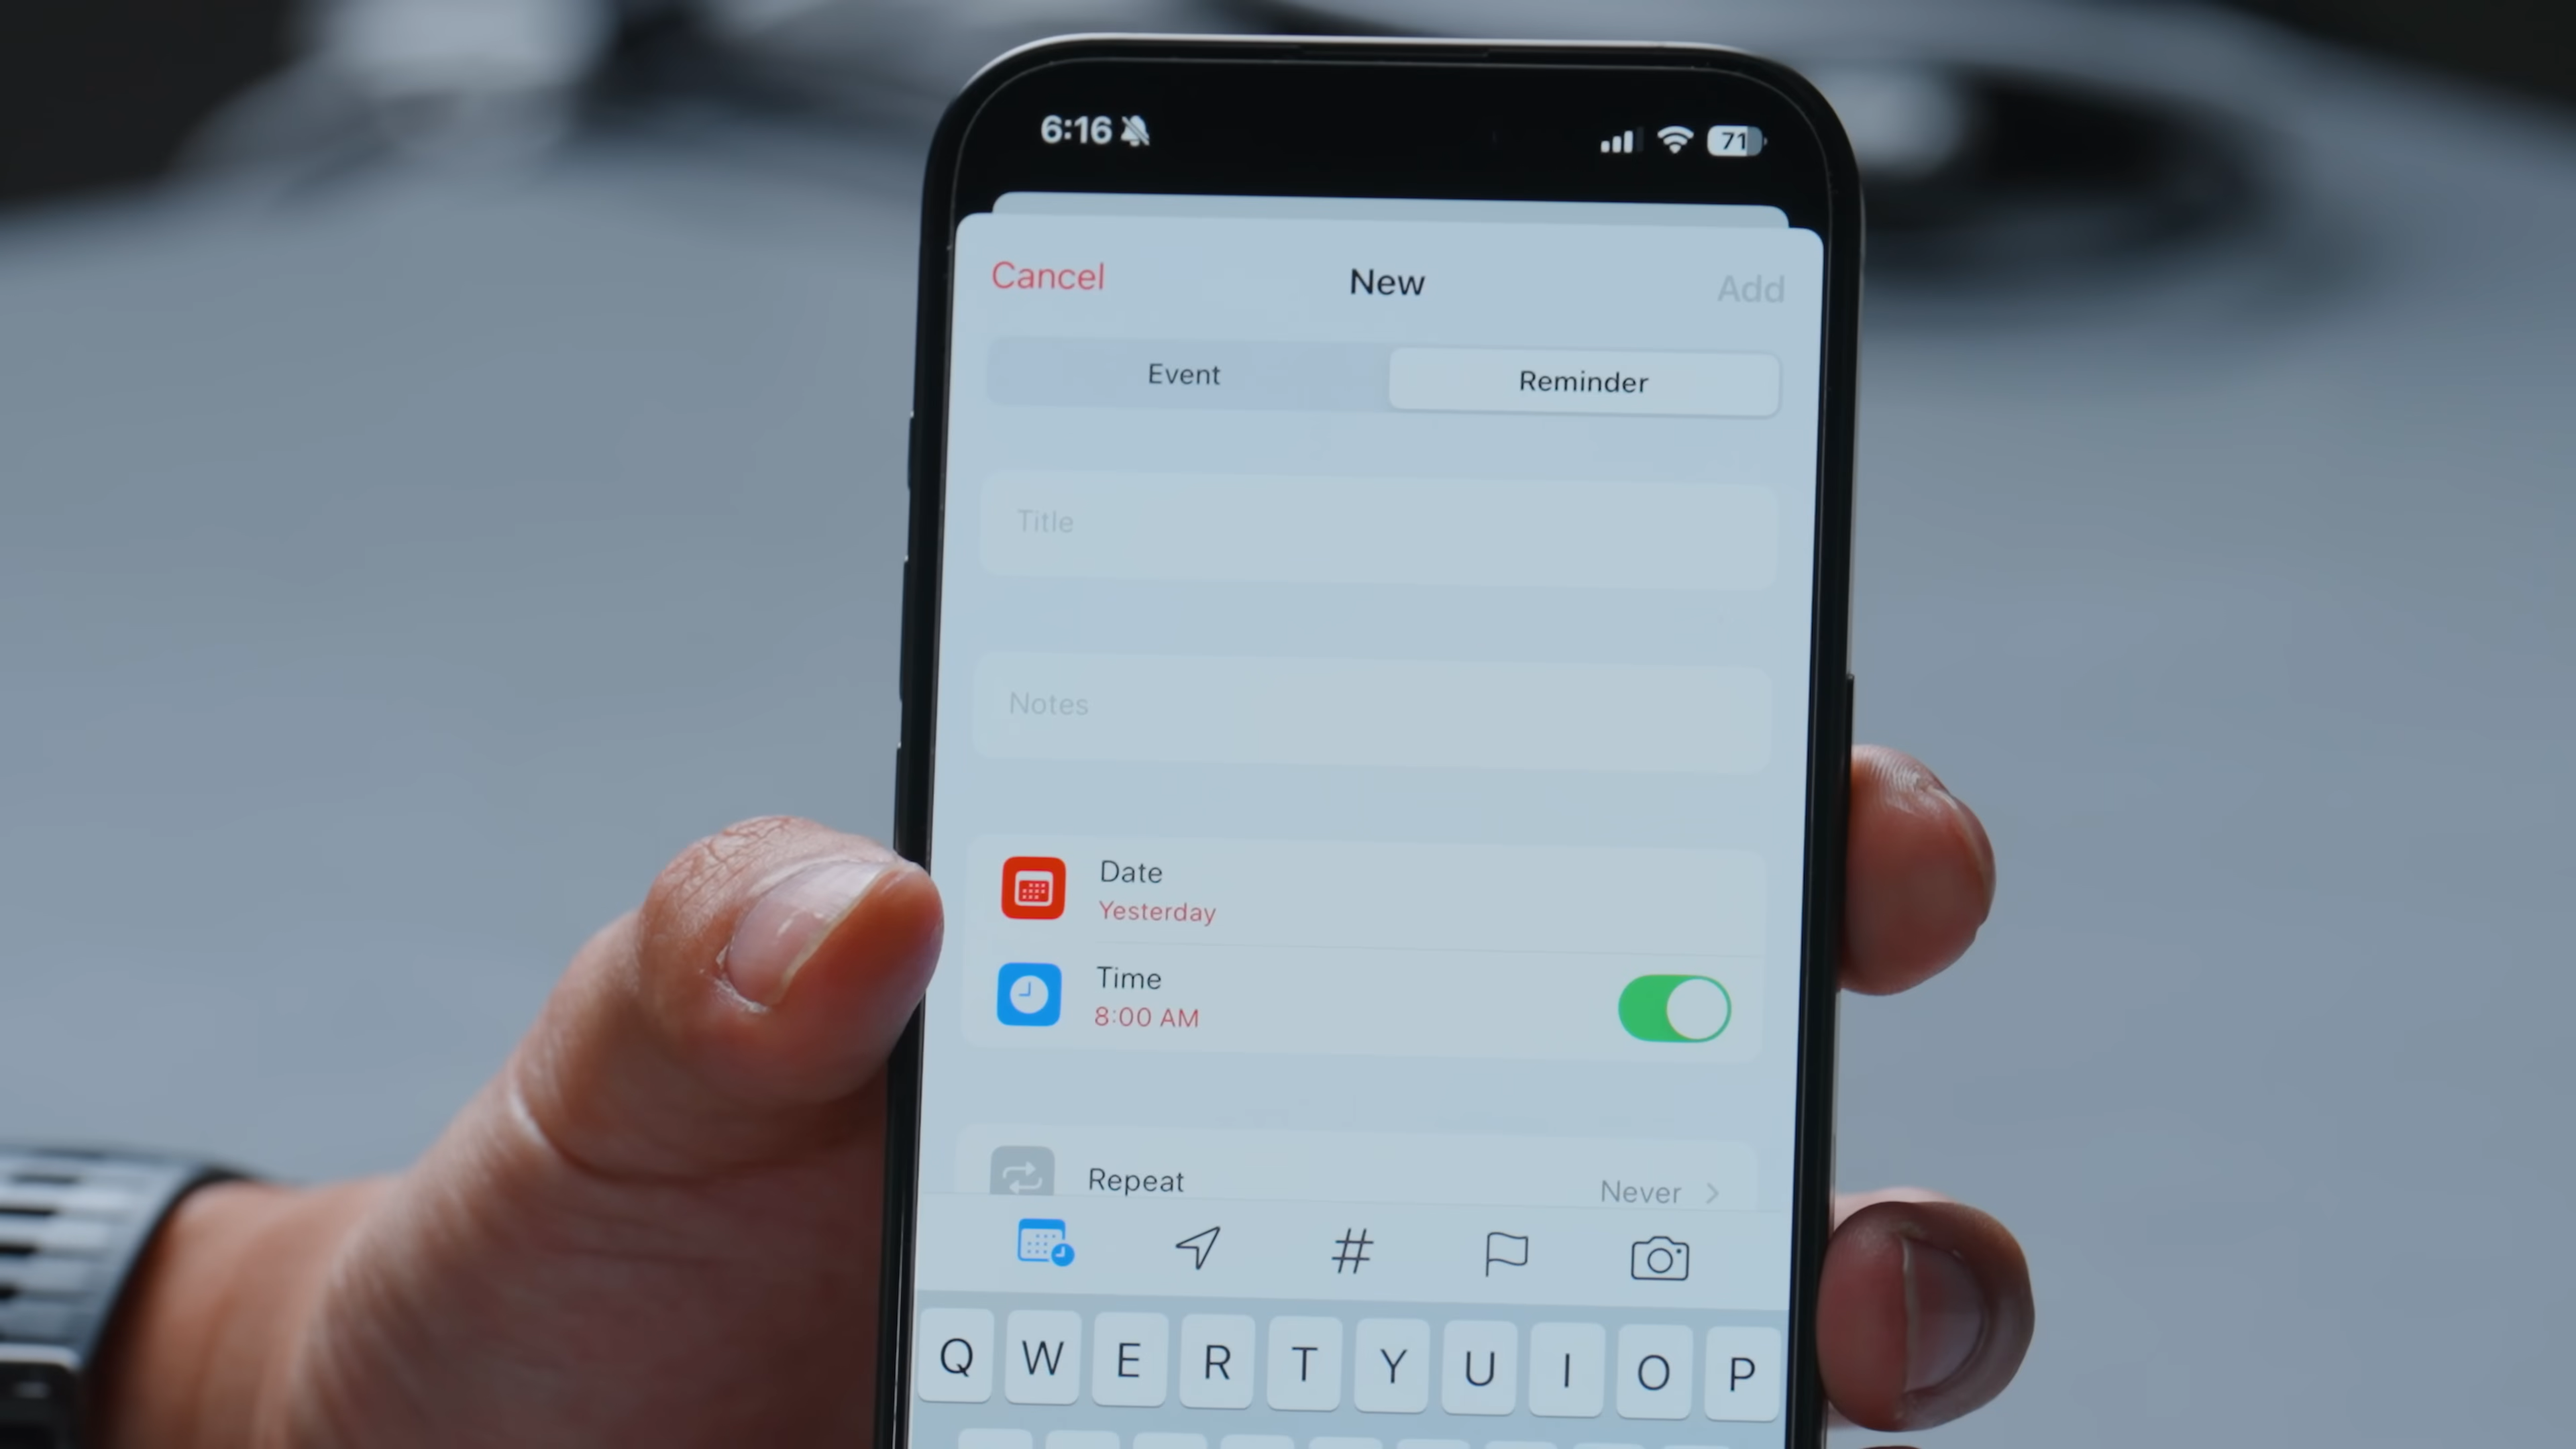 6:16
71
Cancel New Add
Event Reminder
Title
Notes
Date
Yesterday
Time
8:00 AM
Repeat Never
#
Q W E R T Y U I O P